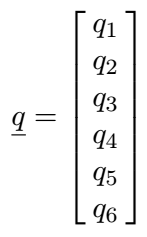 q = [
q₁
q₂
q₃
q₄
q₅
q₆
]